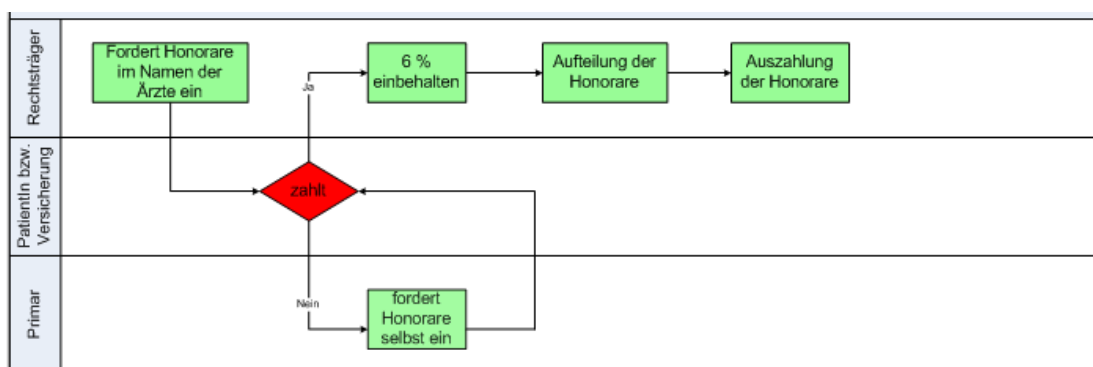 Rechtsträger
Fordert Honorare
im Namen der
Ärzte ein
Ja
6 %
einbehalten
Aufteilung der
Honorare
Auszahlung
der Honorare
PatientIn bzw.
Versicherung
zahlt
Primar
Nein
fordert
Honorare
selbst ein